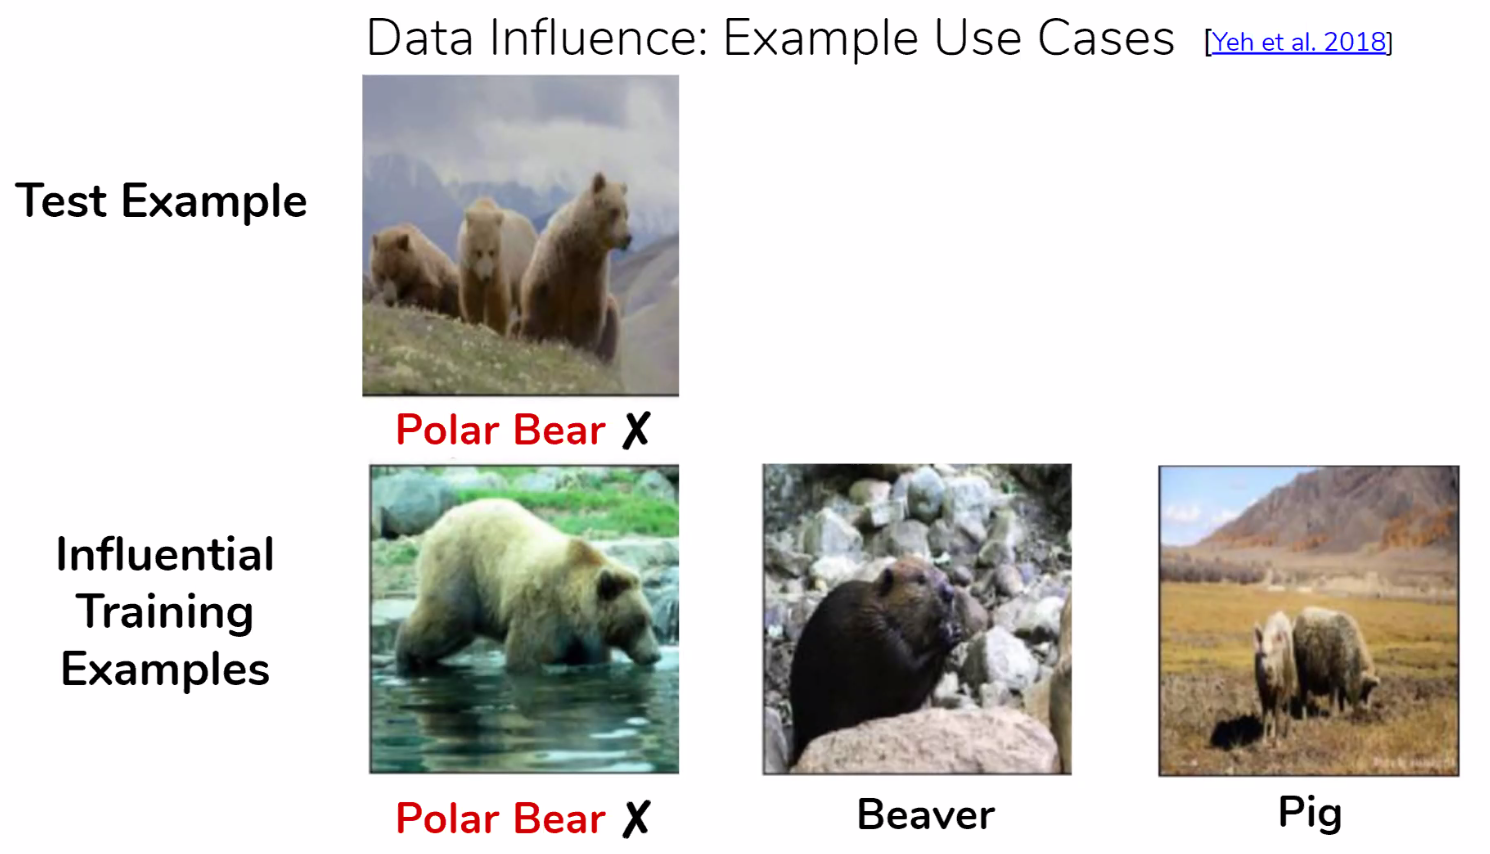 Data Influence: Example Use Cases [Yeh et al. 2018]
Test Example
Polar Bear ✗
Influential
Training
Examples
Polar Bear ✗
Beaver
Pig